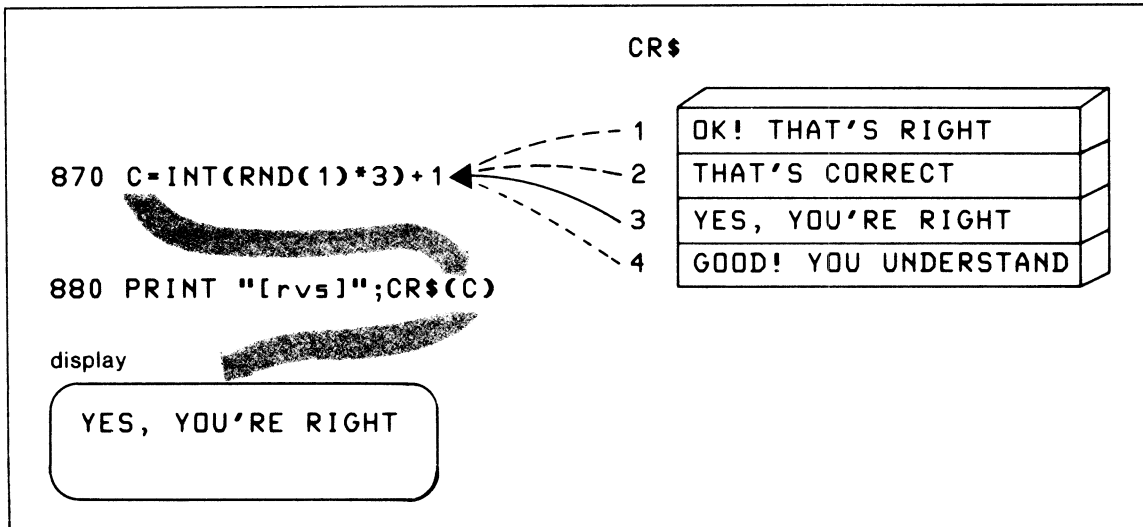 CR$
1 OK! THAT'S RIGHT
870 C=INT(RND(1)*3)+1
2 THAT'S CORRECT
3 YES, YOU'RE RIGHT
4 GOOD! YOU UNDERSTAND
880 PRINT "[rvs]";CR$(C)
display
YES, YOU'RE RIGHT